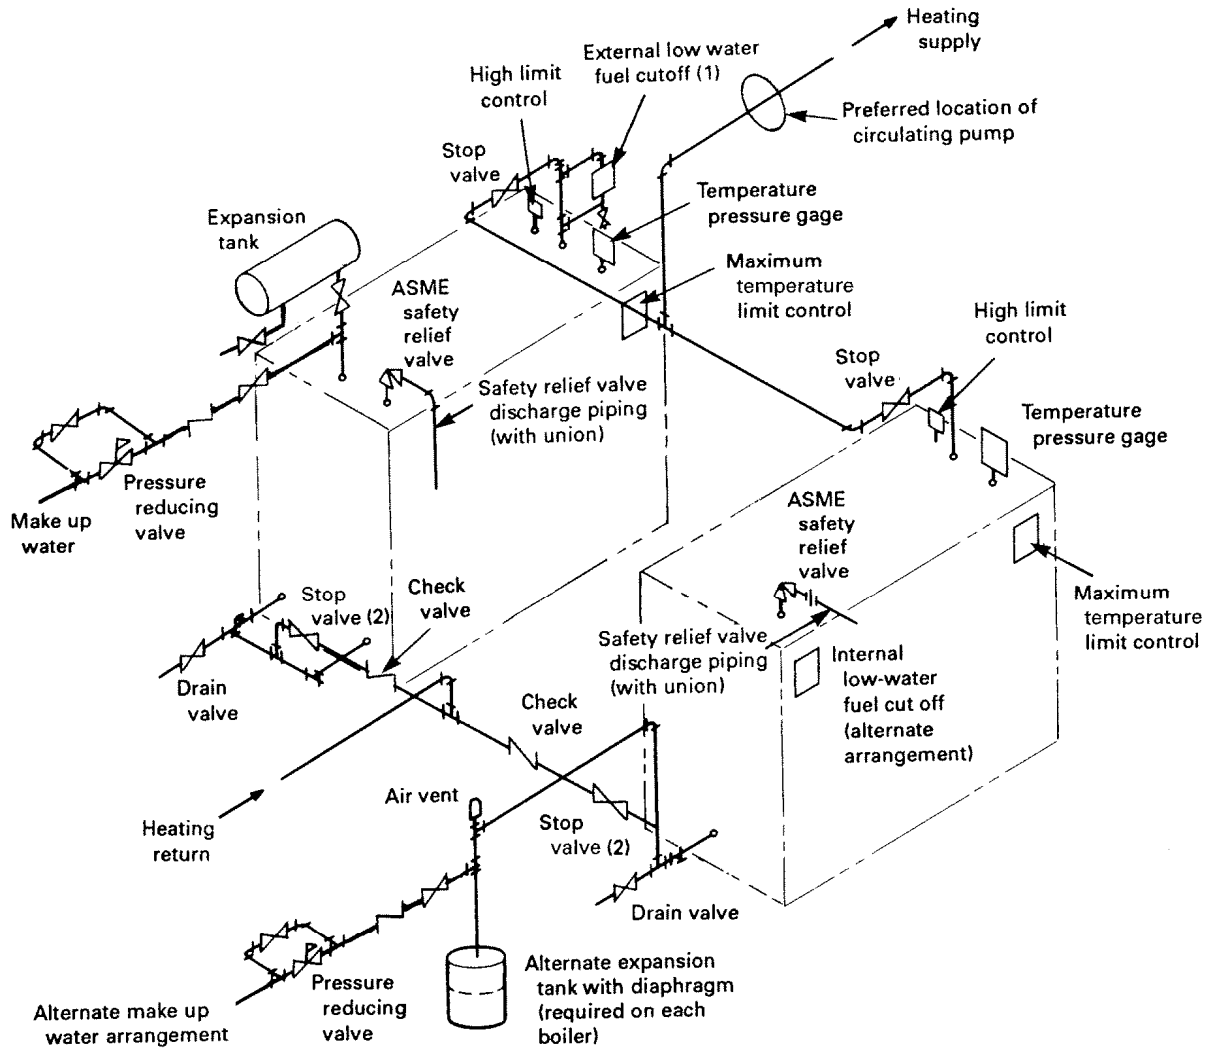 Heating
supply
External low water
fuel cutoff (1)
High limit
control
Preferred location of
circulating pump
Stop
valve
Temperature
pressure gage
Expansion
tank
Maximum
temperature
limit control
ASME
safety
relief
valve
High limit
control
Stop
valve
Safety relief valve
discharge piping
(with union)
Temperature
pressure gage
Pressure
reducing
valve
Make up
water
ASME
safety
relief
valve
Maximum
temperature
limit control
Stop
valve (2)
Check
valve
Safety relief valve
discharge piping
(with union)
Internal
low-water
fuel cut off
(alternate
arrangement)
Drain
valve
Check
valve
Air vent
Heating
return
Stop
valve (2)
Drain valve
Pressure
reducing
valve
Alternate make up
water arrangement
Alternate expansion
tank with diaphragm
(required on each
boiler)